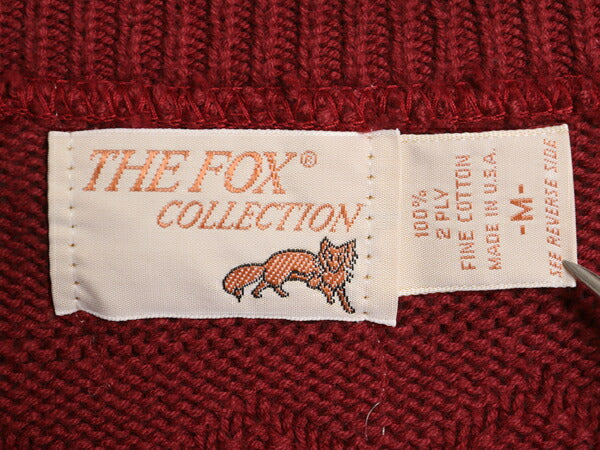 THE FOX®
COLLECTION
100%
2 PLY
FINE COTTON
MADE IN U.S.A.
-M-
SEE REVERSE SIDE